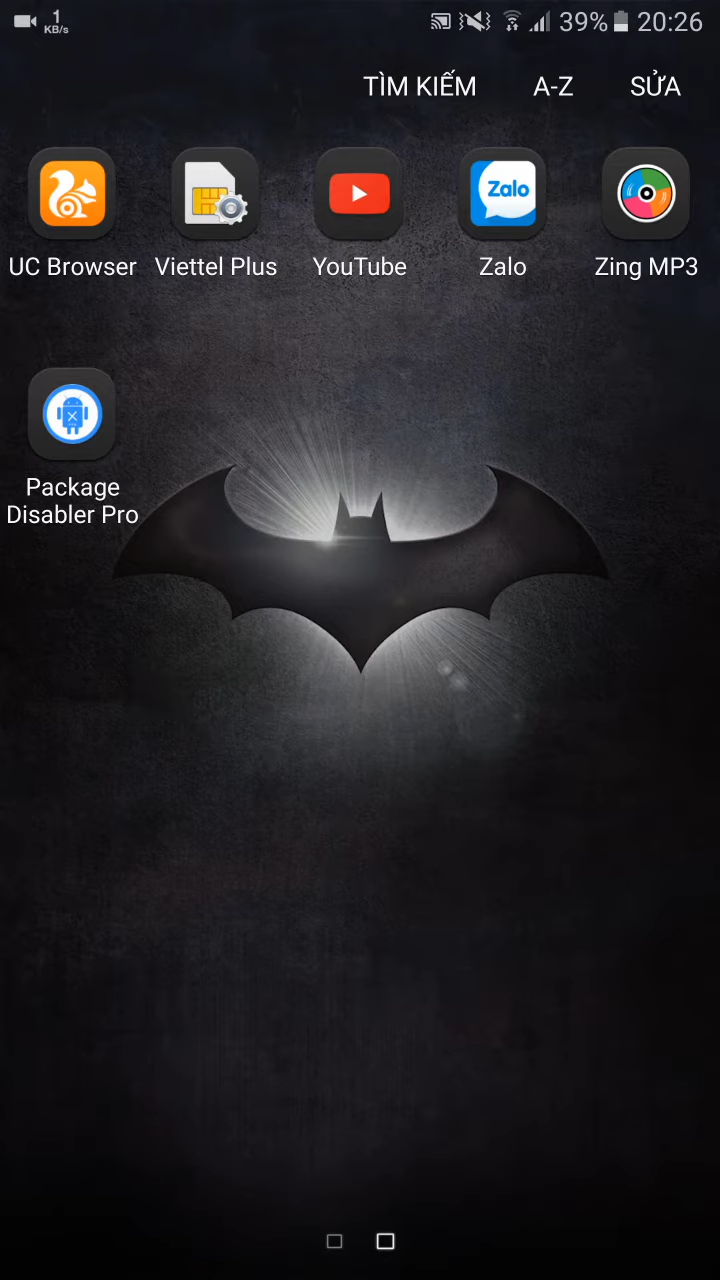 1
KB/s
39% 20:26
TÌM KIẾM A-Z SỬA
Zalo
UC Browser Viettel Plus YouTube Zalo Zing MP3
Package
Disabler Pro